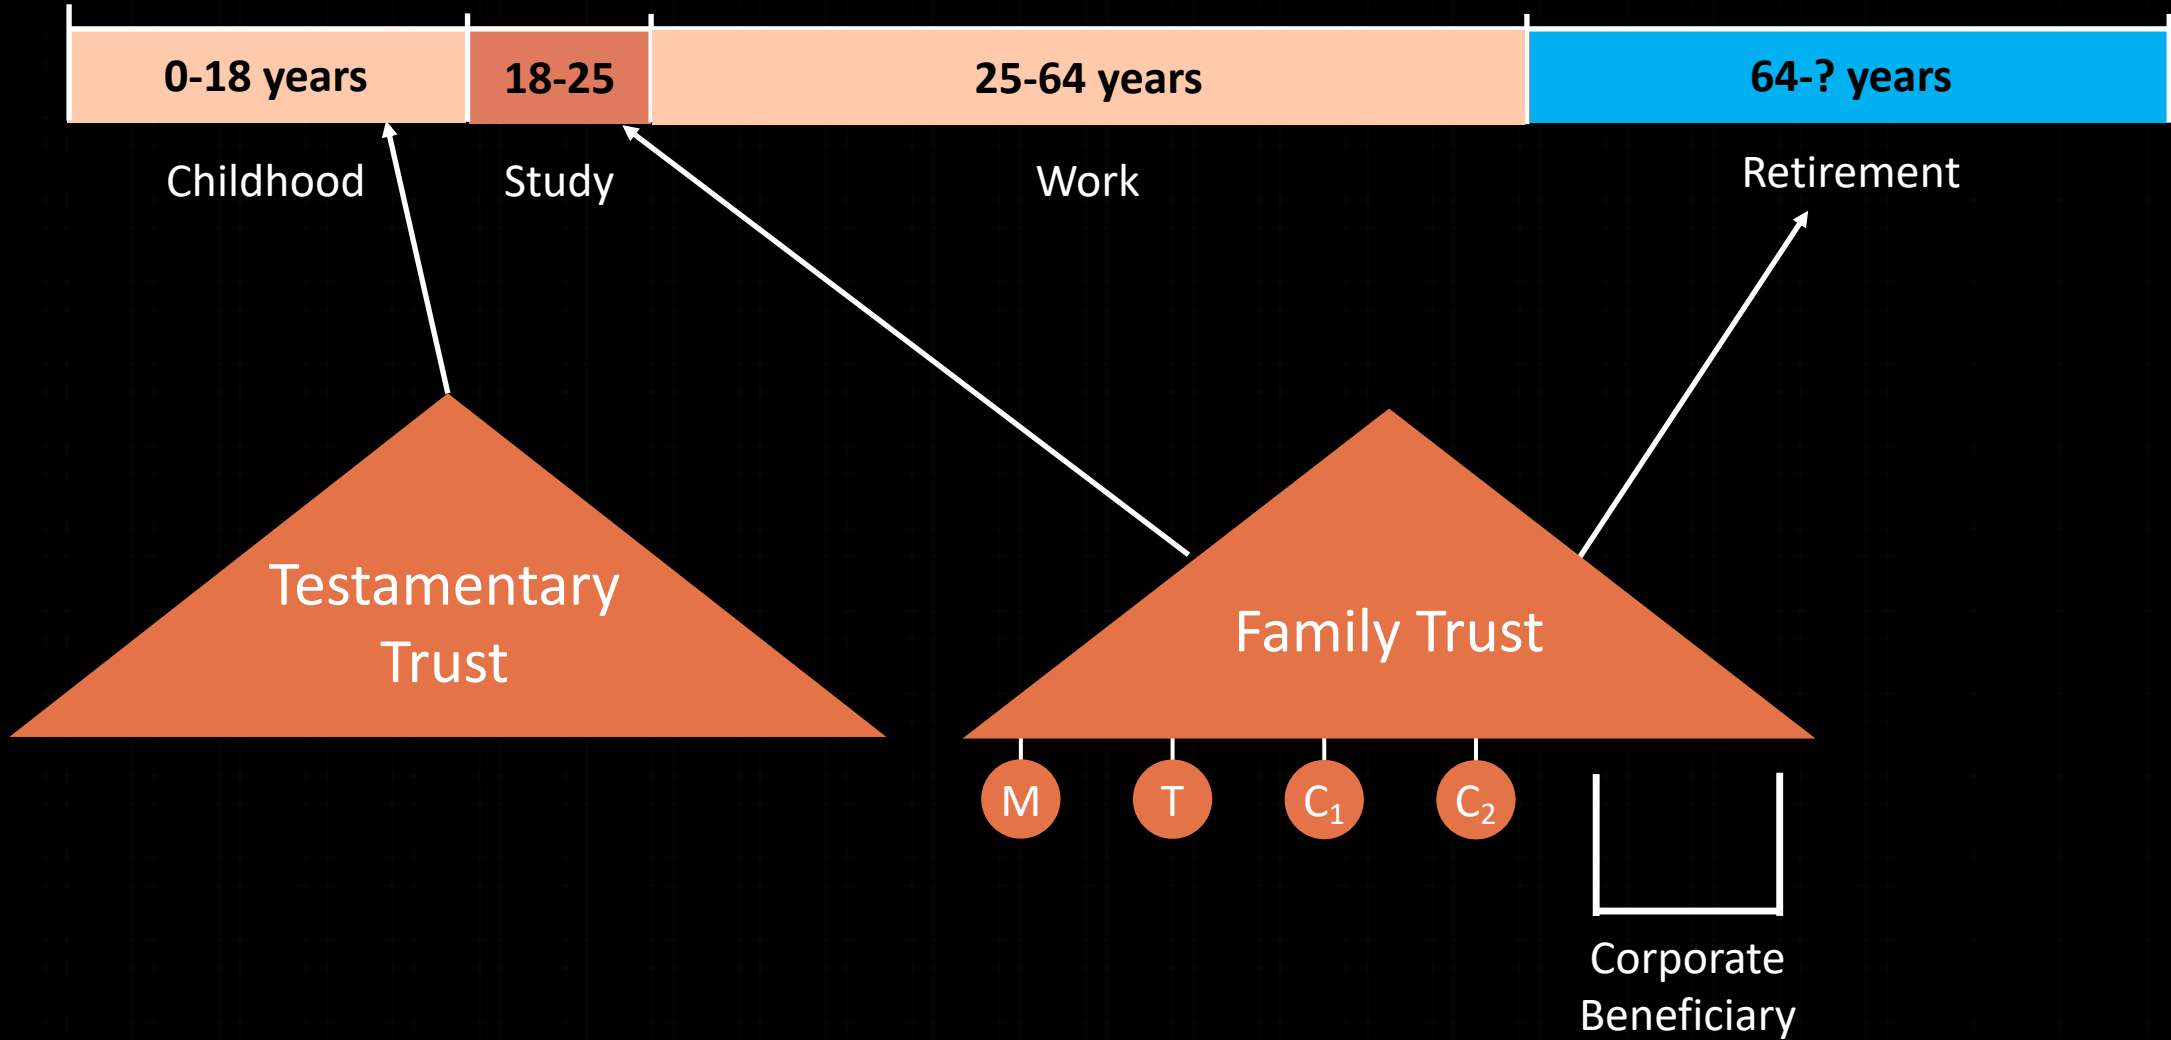 0-18 years
18-25
25-64 years
64-? years
Childhood
Study
Work
Retirement
Testamentary
Trust
Family Trust
M
T
C₁
C₂
Corporate
Beneficiary